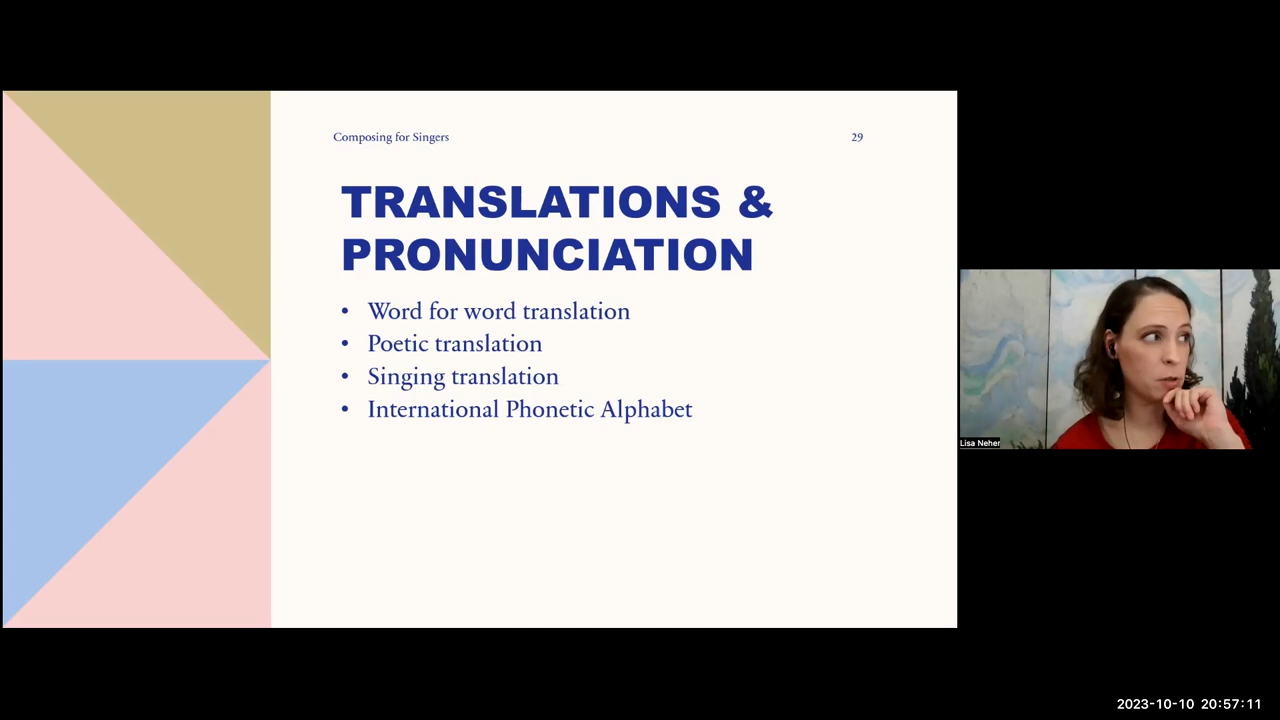 Composing for Singers
29
TRANSLATIONS &
PRONUNCIATION
• Word for word translation
• Poetic translation
• Singing translation
• International Phonetic Alphabet
Lisa Neher
2023-10-10 20:57:11